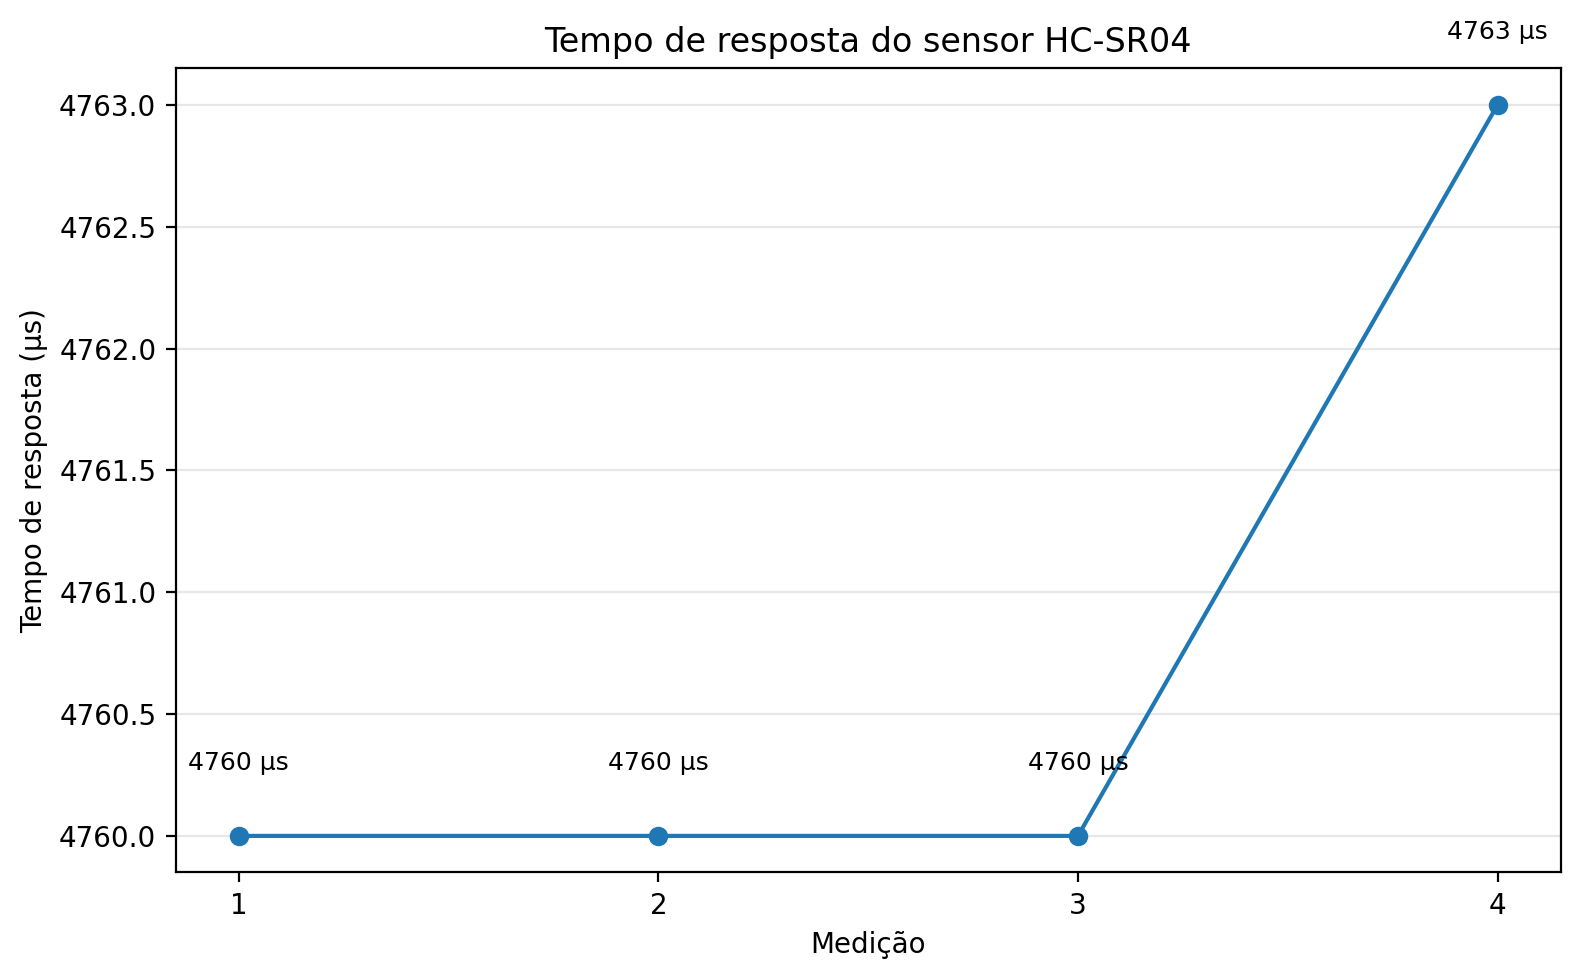 Tempo de resposta do sensor HC-SR04
4763 µs
Tempo de resposta (µs)
4763.0
4762.5
4762.0
4761.5
4761.0
4760.5
4760.0
4760 µs
4760 µs
4760 µs
1
2
3
4
Medição